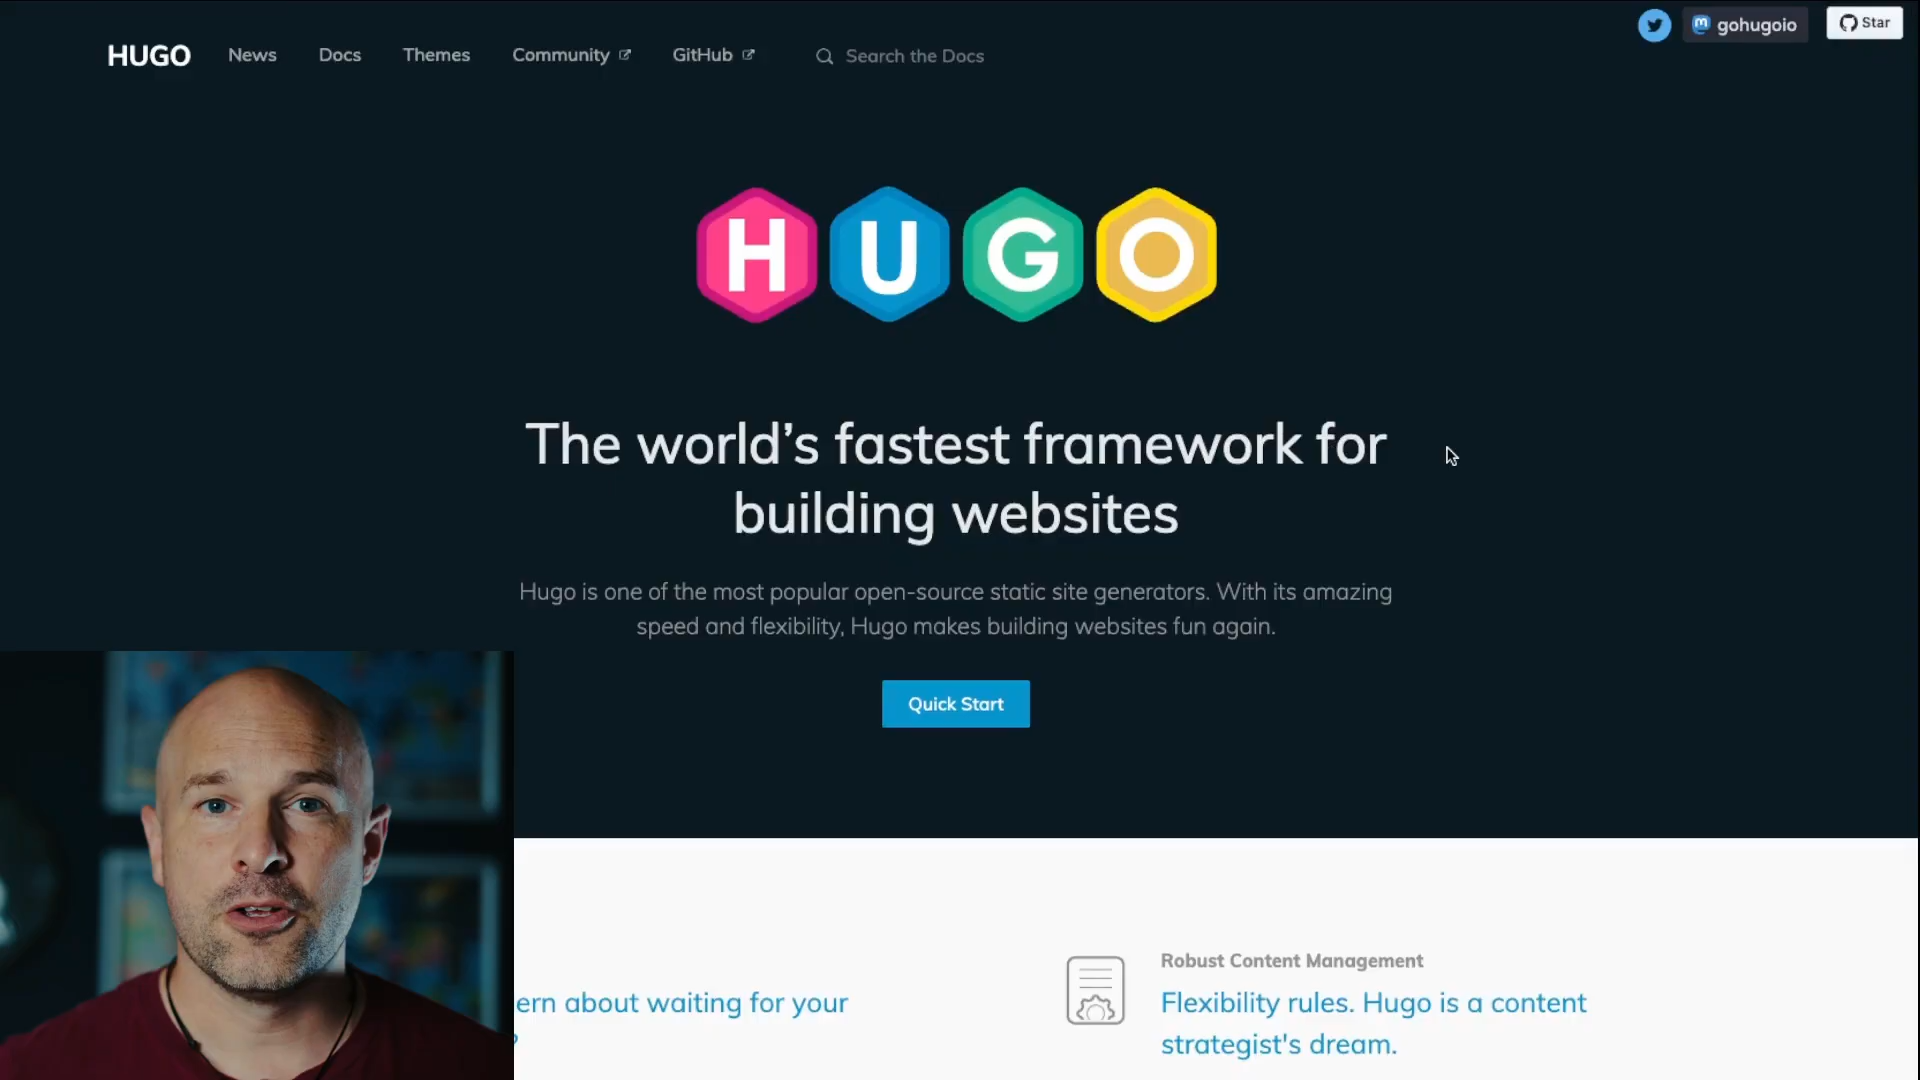 HUGO
News
Docs
Themes
Community
GitHub
Search the Docs
gohugoio
Star
HUGO
The world’s fastest framework for
building websites
Hugo is one of the most popular open-source static site generators. With its amazing
speed and flexibility, Hugo makes building websites fun again.
Quick Start
ern about waiting for your
Robust Content Management
Flexibility rules. Hugo is a content
strategist's dream.